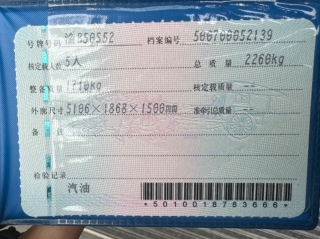 号牌号码 渝B50552 档案编号 500700052139
核定载人数 5人 总质量 2260kg
整备质量 1710kg 核定载质量 --
外廓尺寸 5106×1868×1500mm 准牵引总质量 --
备注
检验记录
汽油
*5010018783666*